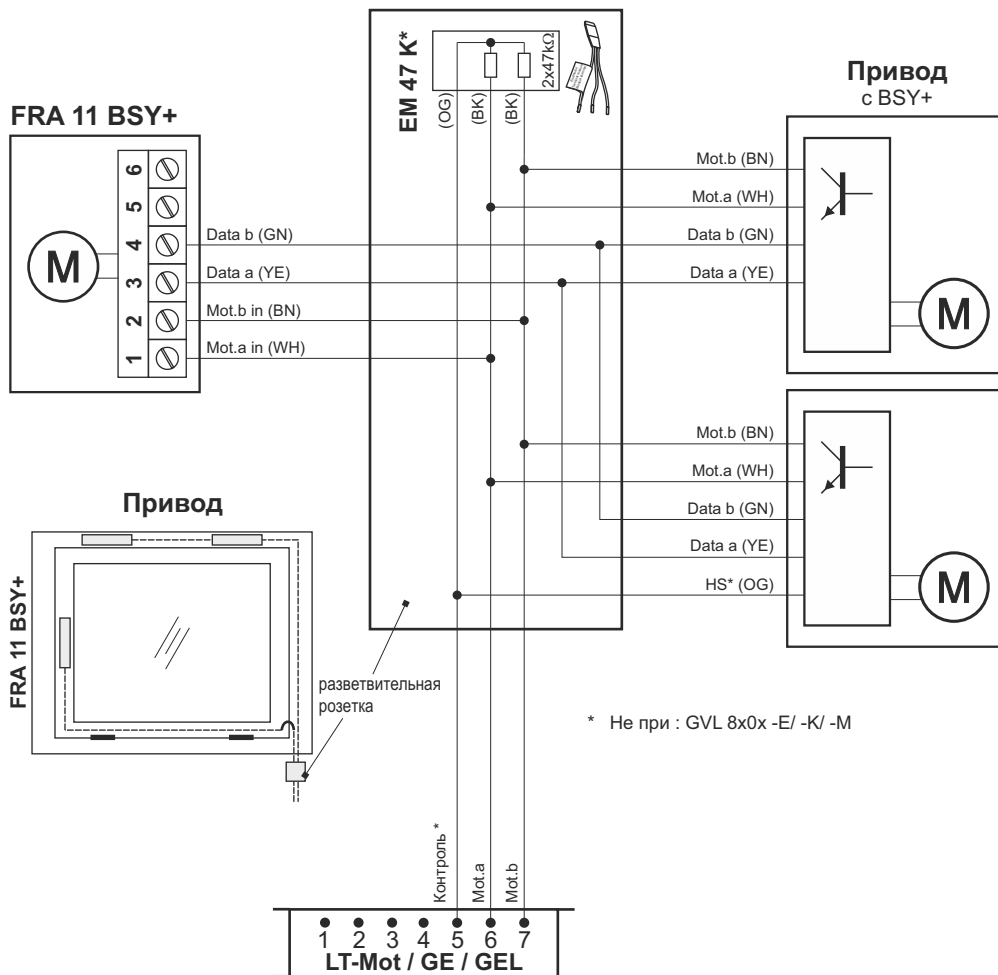 EM 47 K*
2x47kΩ
(OG)
(BK)
(BK)
FRA 11 BSY+
M
6
5
4
3
2
1
Data b (GN)
Data a (YE)
Mot.b in (BN)
Mot.a in (WH)
Привод
с BSY+
Mot.b (BN)
Mot.a (WH)
Data b (GN)
Data a (YE)
M
Mot.b (BN)
Mot.a (WH)
Data b (GN)
Data a (YE)
HS* (OG)
M
Привод
FRA 11 BSY+
разветвительная
розетка
* Не при : GVL 8x0x -E/ -K/ -M
Контроль *
Mot.a
Mot.b
1 2 3 4 5 6 7
LT-Mot / GE / GEL